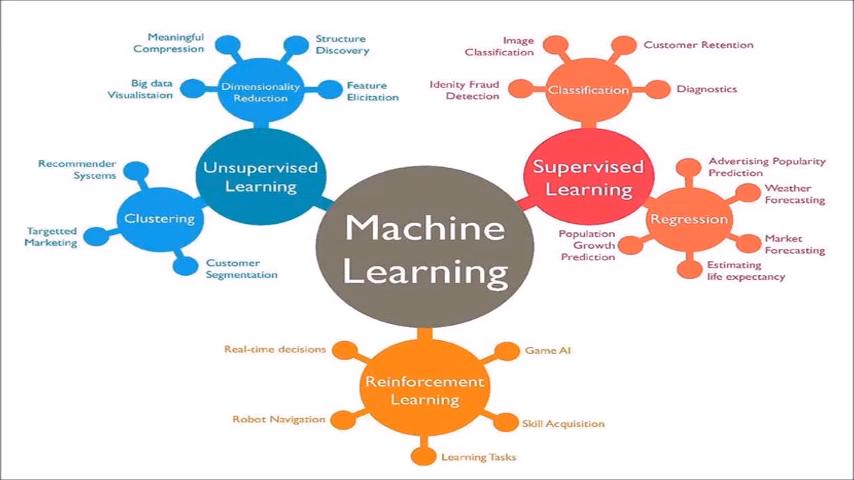 Meaningful
Compression
Structure
Discovery
Big data
Visualistaion
Dimensionality
Reduction
Feature
Elicitation
Image
Classification
Customer Retention
Idenity Fraud
Detection
Classification
Diagnostics
Unsupervised
Learning
Supervised
Learning
Recommender
Systems
Clustering
Targetted
Marketing
Customer
Segmentation
Machine
Learning
Advertising Popularity
Prediction
Weather
Forecasting
Regression
Population
Growth
Prediction
Market
Forecasting
Estimating
life expectancy
Real-time decisions
Game AI
Reinforcement
Learning
Robot Navigation
Skill Acquisition
Learning Tasks